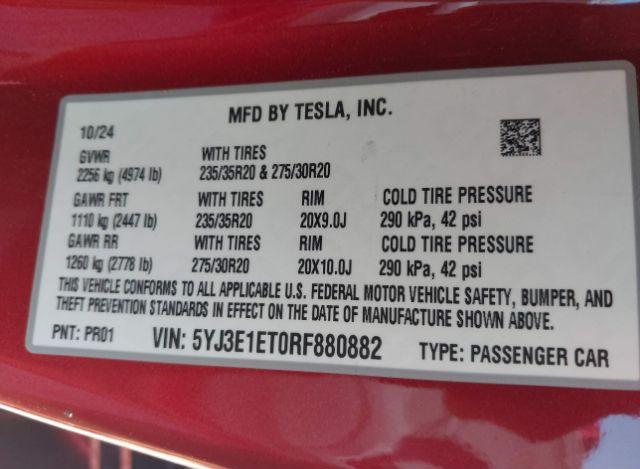 MFD BY TESLA, INC.
10/24
GVWR WITH TIRES
2256 kg (4974 lb) 235/35R20 & 275/30R20
GAWR FRT WITH TIRES RIM COLD TIRE PRESSURE
1110 kg (2447 lb) 235/35R20 20X9.0J 290 kPa, 42 psi
GAWR RR WITH TIRES RIM COLD TIRE PRESSURE
1260 kg (2778 lb) 275/30R20 20X10.0J 290 kPa, 42 psi
THIS VEHICLE CONFORMS TO ALL APPLICABLE U.S. FEDERAL MOTOR VEHICLE SAFETY, BUMPER, AND
THEFT PREVENTION STANDARDS IN EFFECT ON THE DATE OF MANUFACTURE SHOWN ABOVE.
PNT: PR01 VIN: 5YJ3E1ET0RF880882 TYPE: PASSENGER CAR